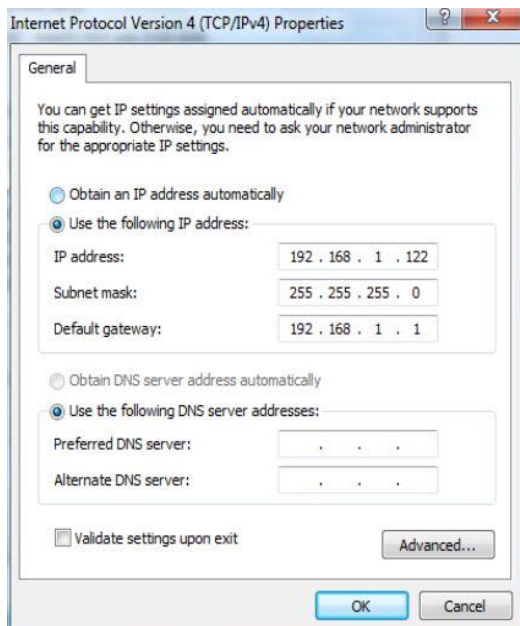 Internet Protocol Version 4 (TCP/IPv4) Properties
General
You can get IP settings assigned automatically if your network supports
this capability. Otherwise, you need to ask your network administrator
for the appropriate IP settings.
Obtain an IP address automatically
Use the following IP address:
IP address: 192 . 168 . 1 . 122
Subnet mask: 255 . 255 . 255 . 0
Default gateway: 192 . 168 . 1 . 1
Obtain DNS server address automatically
Use the following DNS server addresses:
Preferred DNS server: . . .
Alternate DNS server: . . .
Validate settings upon exit
Advanced...
OK Cancel